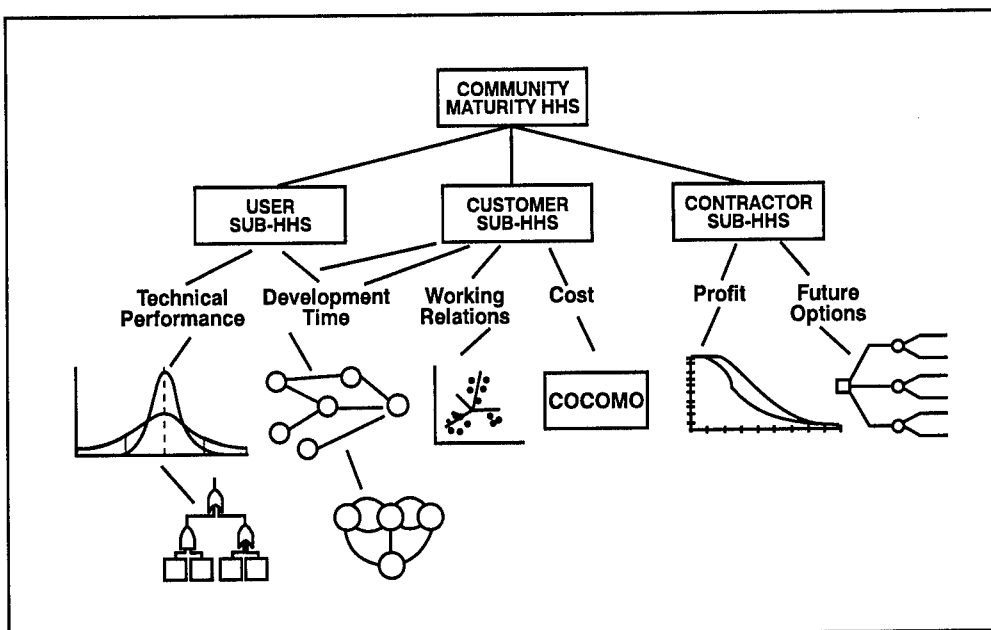 COMMUNITY
MATURITY HHS
USER
SUB-HHS
CUSTOMER
SUB-HHS
CONTRACTOR
SUB-HHS
Technical
Performance
Development
Time
Working
Relations
Cost
Profit
Future
Options
COCOMO